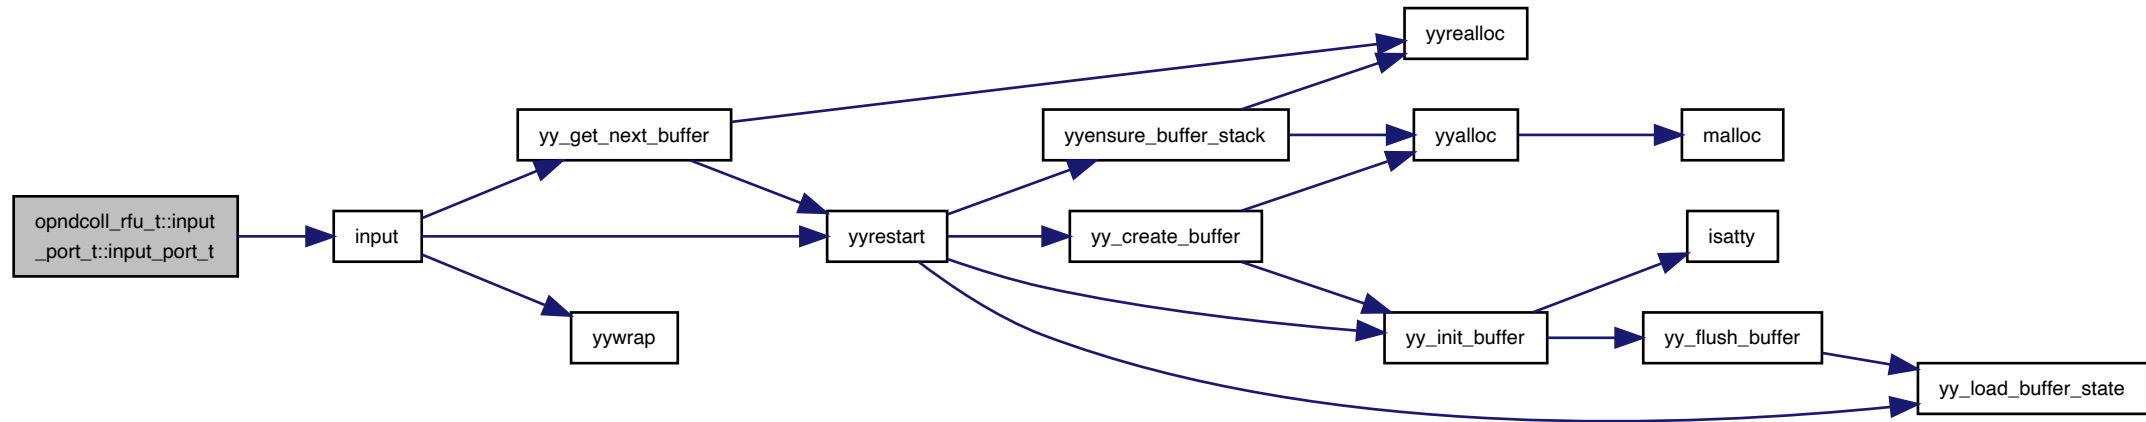 opndcoll_rfu_t::input
_port_t::input_port_t
input
yy_get_next_buffer
yywrap
yyrestart
yyensure_buffer_stack
yy_create_buffer
yyrealloc
yyalloc
yy_init_buffer
malloc
isatty
yy_flush_buffer
yy_load_buffer_state